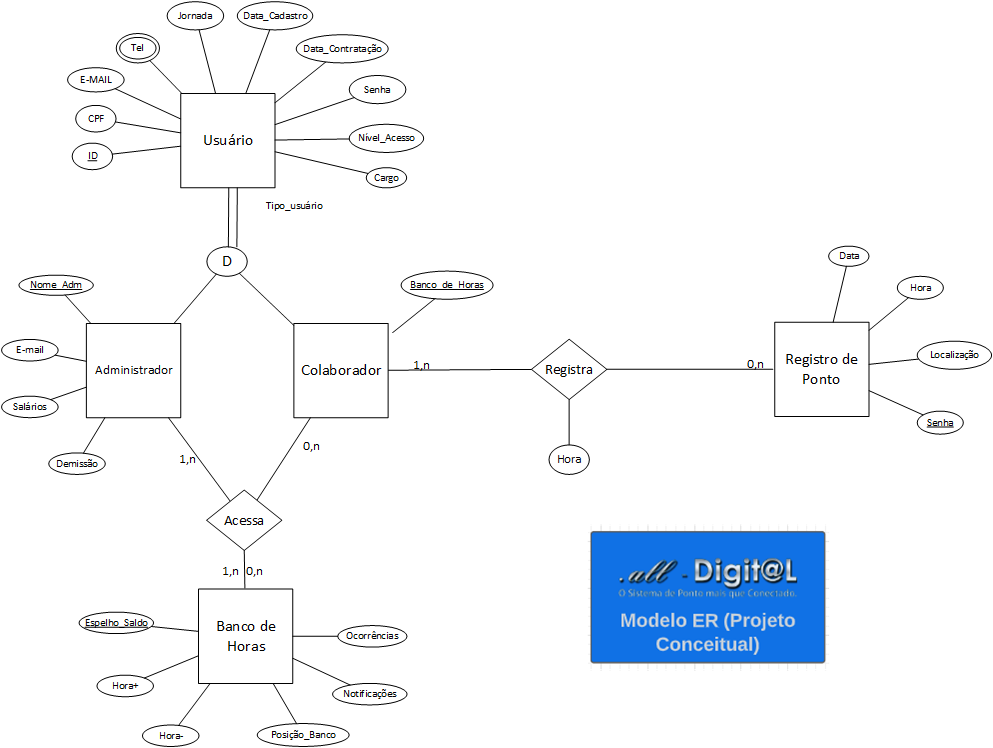 Jornada
Data_Cadastro
Tel
Data_Contratação
E-MAIL
Senha
CPF
Usuário
Nível_Acesso
ID
Cargo
Tipo_usuário
D
Data
Nome_Adm
Banco_de_Horas
Hora
E-mail
Administrador
Colaborador
1,n
Registra
0,n
Registro de
Ponto
Localização
Salários
Senha
Demissão
1,n
0,n
Hora
Acessa
1,n
0,n
.all - Digit@L
O Sistema de Ponto mais que Conectado.
Modelo ER (Projeto
Conceitual)
Espelho_Saldo
Banco de
Horas
Ocorrências
Hora+
Notificações
Hora-
Posição_Banco